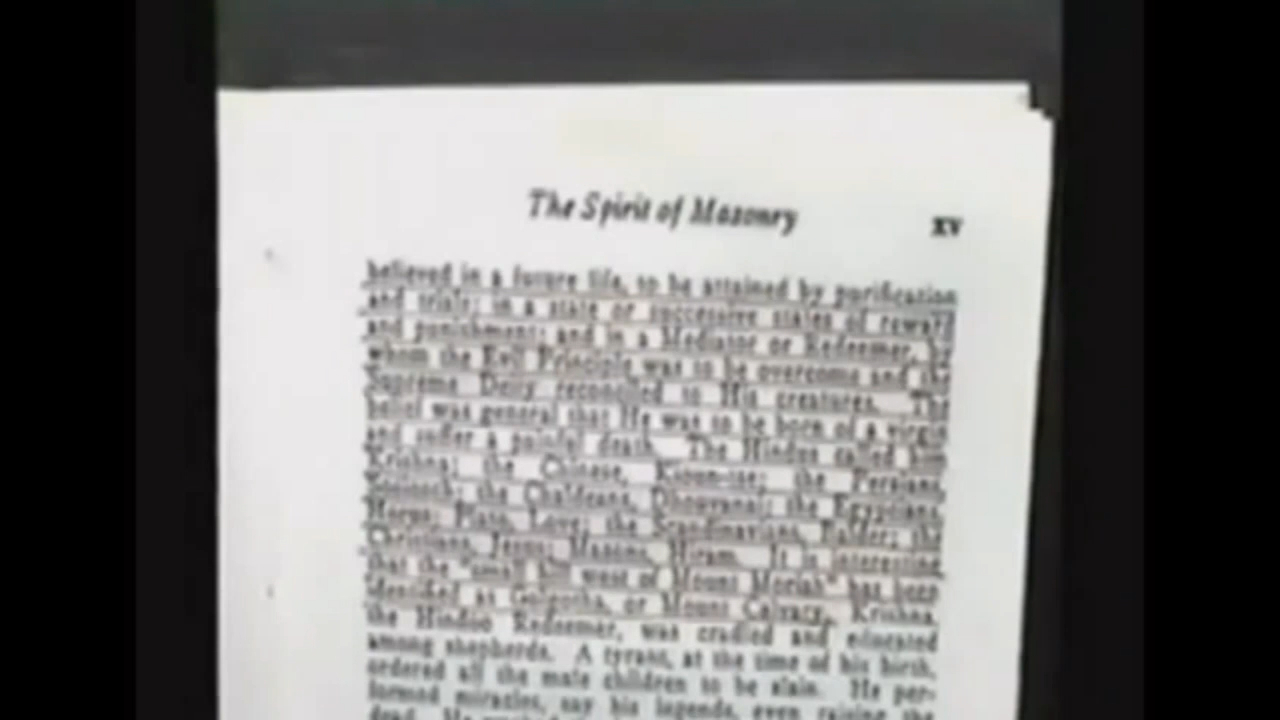 The Spirit of Masonry
xv
believed in a future life, to be attained by purification
and trials; in a state or successive states of reward
and punishment; and in a Mediator or Redeemer, by
whom the Evil Principle was to be overcome and the
Supreme Deity reconciled to His creatures. The
belief was general that He was to be born of a virgin
and suffer a painful death. The Hindus called him
Krishna; the Chinese, Kioun-tse; the Persians,
the Chaldeans, Dhouvanai; the Egyptians,
Horus; Plato, Love; the Scandinavians, Balder; the
Christians, Jesus; Masons, Hiram. It is interesting
that the "small hill west of Mount Moriah" has been
identified as Golgotha, or Mount Calvary. Krishna,
the Hindoo Redeemer, was cradled and educated
among shepherds. A tyrant, at the time of his birth,
ordered all the male children to be slain. He per-
formed miracles, say his legends, even raising the
dead. He